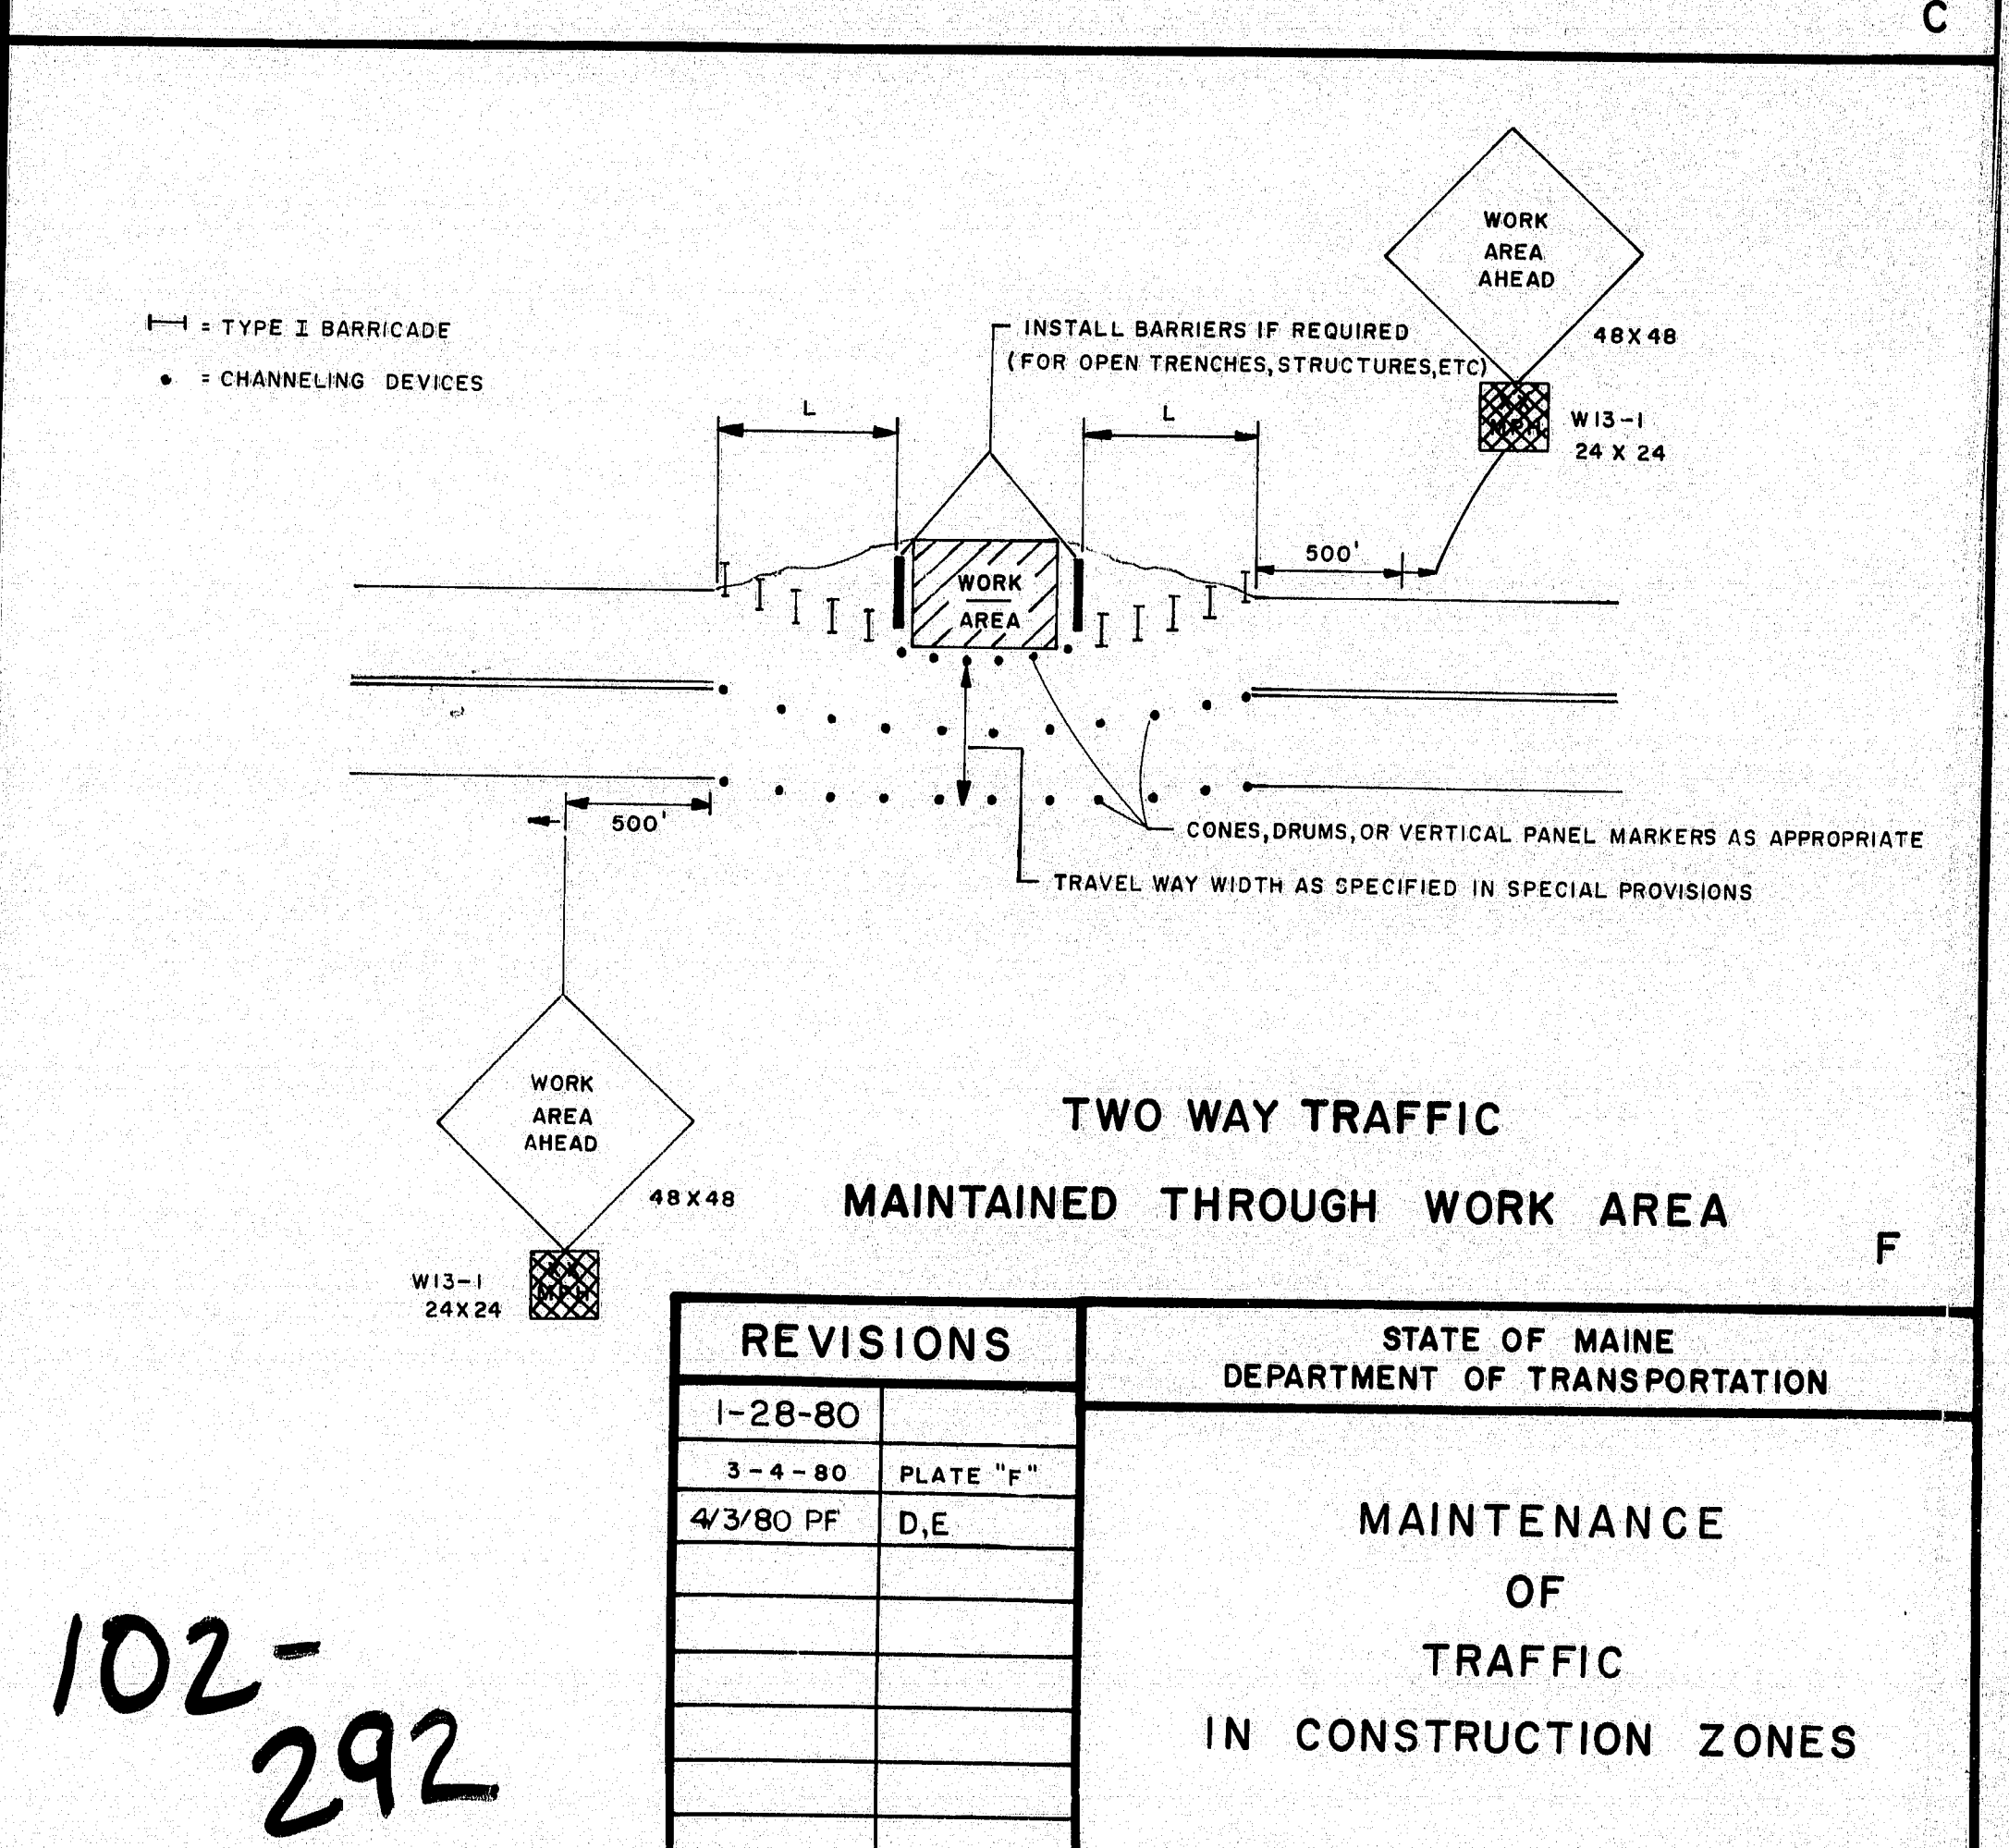 C
WORK
AREA
AHEAD
48X48
W13-1
24 X 24
= TYPE I BARRICADE
= CHANNELING DEVICES
INSTALL BARRIERS IF REQUIRED
(FOR OPEN TRENCHES, STRUCTURES, ETC)
MPH
L
L
500'
WORK
AREA
500'
CONES, DRUMS, OR VERTICAL PANEL MARKERS AS APPROPRIATE
TRAVEL WAY WIDTH AS SPECIFIED IN SPECIAL PROVISIONS
WORK
AREA
AHEAD
48X48
W13-1
24X24
MPH
TWO WAY TRAFFIC
MAINTAINED THROUGH WORK AREA
F
REVISIONS
1-28-80
3-4-80 PLATE "F"
4/3/80 PF D,E
STATE OF MAINE
DEPARTMENT OF TRANSPORTATION
MAINTENANCE
OF
TRAFFIC
IN CONSTRUCTION ZONES
102-
292